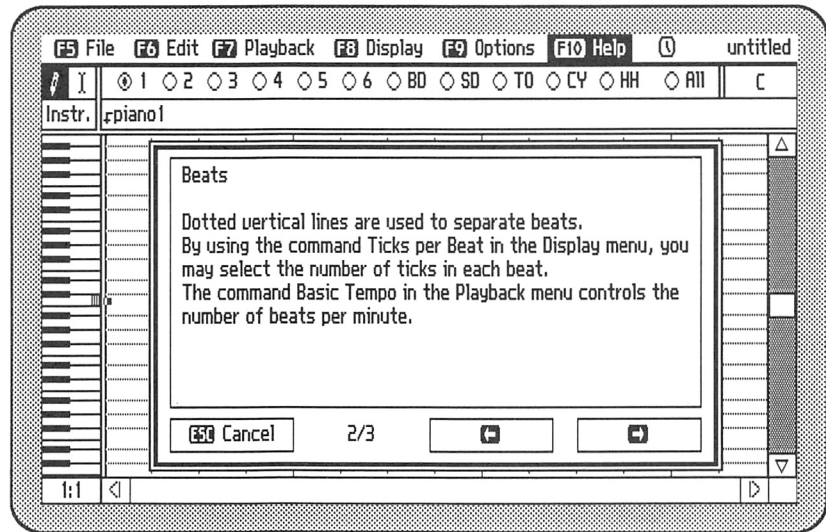 F5 File F6 Edit F7 Playback F8 Display F9 Options F10 Help untitled
1 2 3 4 5 6 BD SD TO CY HH All C
Instr. piano1
Beats
Dotted vertical lines are used to separate beats.
By using the command Ticks per Beat in the Display menu, you
may select the number of ticks in each beat.
The command Basic Tempo in the Playback menu controls the
number of beats per minute.
ESC Cancel 2/3
1:1